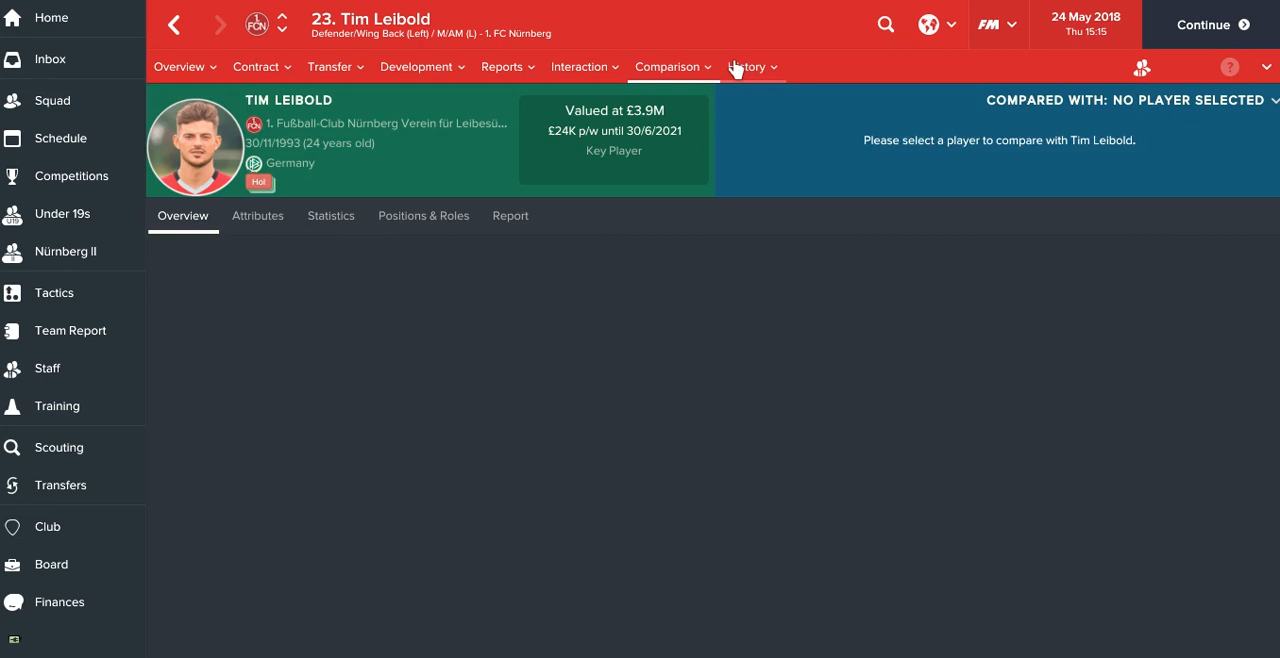 Home
Inbox
Squad
Schedule
Competitions
Under 19s
Nürnberg II
Tactics
Team Report
Staff
Training
Scouting
Transfers
Club
Board
Finances
23. Tim Leibold
Defender/Wing Back (Left) / M/AM (L) - 1. FC Nürnberg
FM
24 May 2018
Thu 15:15
Continue
Overview Contract Transfer Development Reports Interaction Comparison
TIM LEIBOLD
1. Fußball-Club Nürnberg Verein für Leibesü...
30/11/1993 (24 years old)
Germany
Hol
Valued at £3.9M
£24K p/w until 30/6/2021
Key Player
COMPARED WITH: NO PLAYER SELECTED
Please select a player to compare with Tim Leibold.
Overview Attributes Statistics Positions & Roles Report